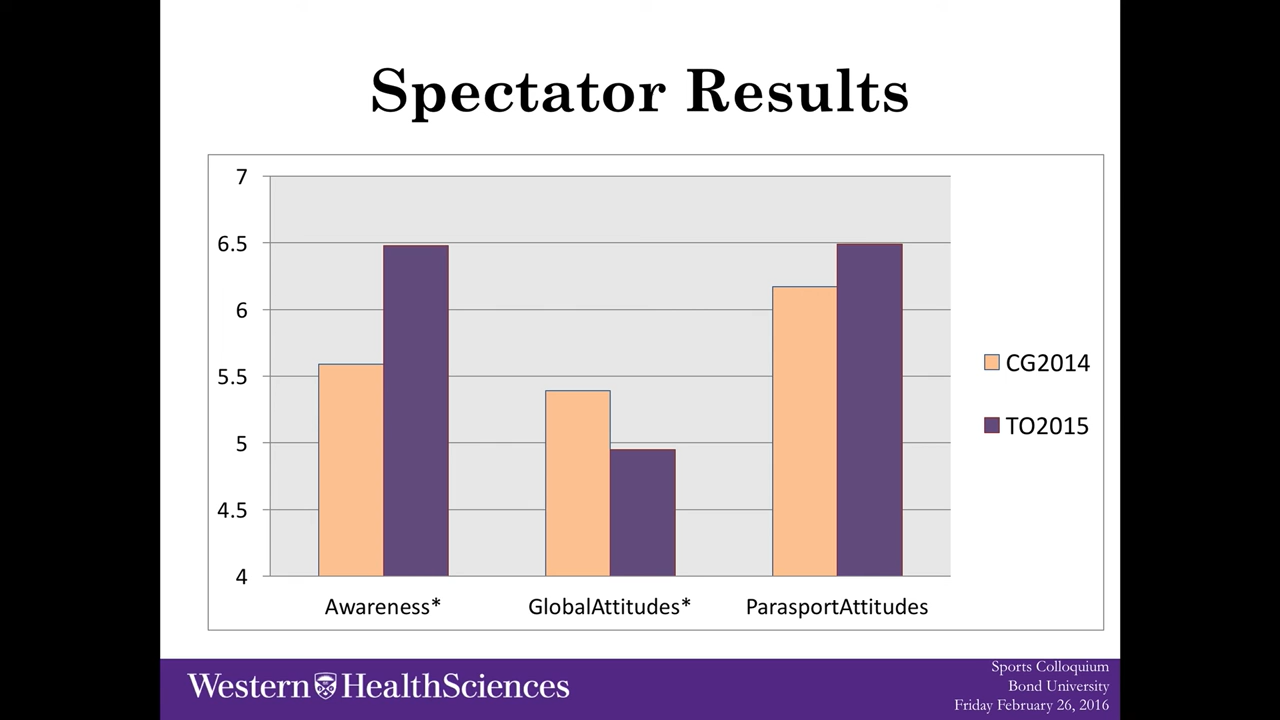 Spectator Results
7
6.5
6
5.5
5
4.5
4
Awareness* GlobalAttitudes* ParasportAttitudes
CG2014
TO2015
Western HealthSciences
Sports Colloquium
Bond University
Friday February 26, 2016